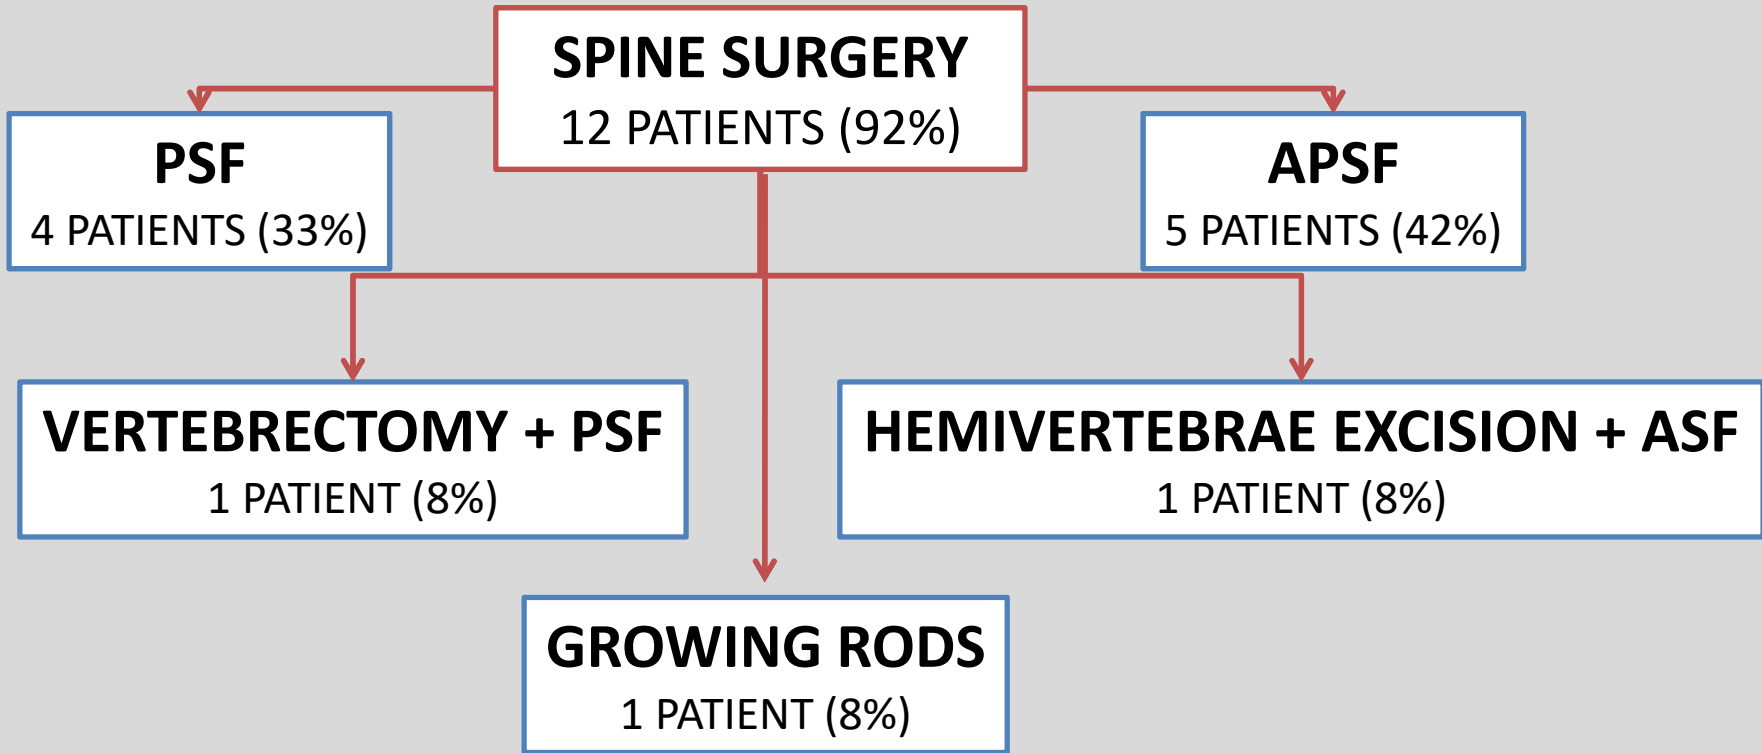 SPINE SURGERY
12 PATIENTS (92%)
PSF
4 PATIENTS (33%)
APSF
5 PATIENTS (42%)
VERTEBRECTOMY + PSF
1 PATIENT (8%)
HEMIVERTEBRAE EXCISION + ASF
1 PATIENT (8%)
GROWING RODS
1 PATIENT (8%)